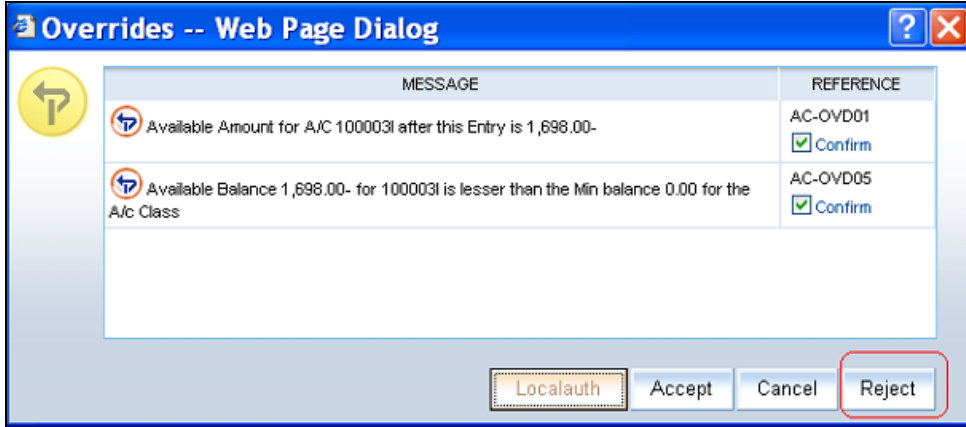 Overrides -- Web Page Dialog
MESSAGE REFERENCE
Available Amount for A/C 100003I after this Entry is 1,698.00- AC-OVD01
Confirm
Available Balance 1,698.00- for 100003I is lesser than the Min balance 0.00 for the AC-OVD05
A/c Class Confirm
Localauth Accept Cancel Reject